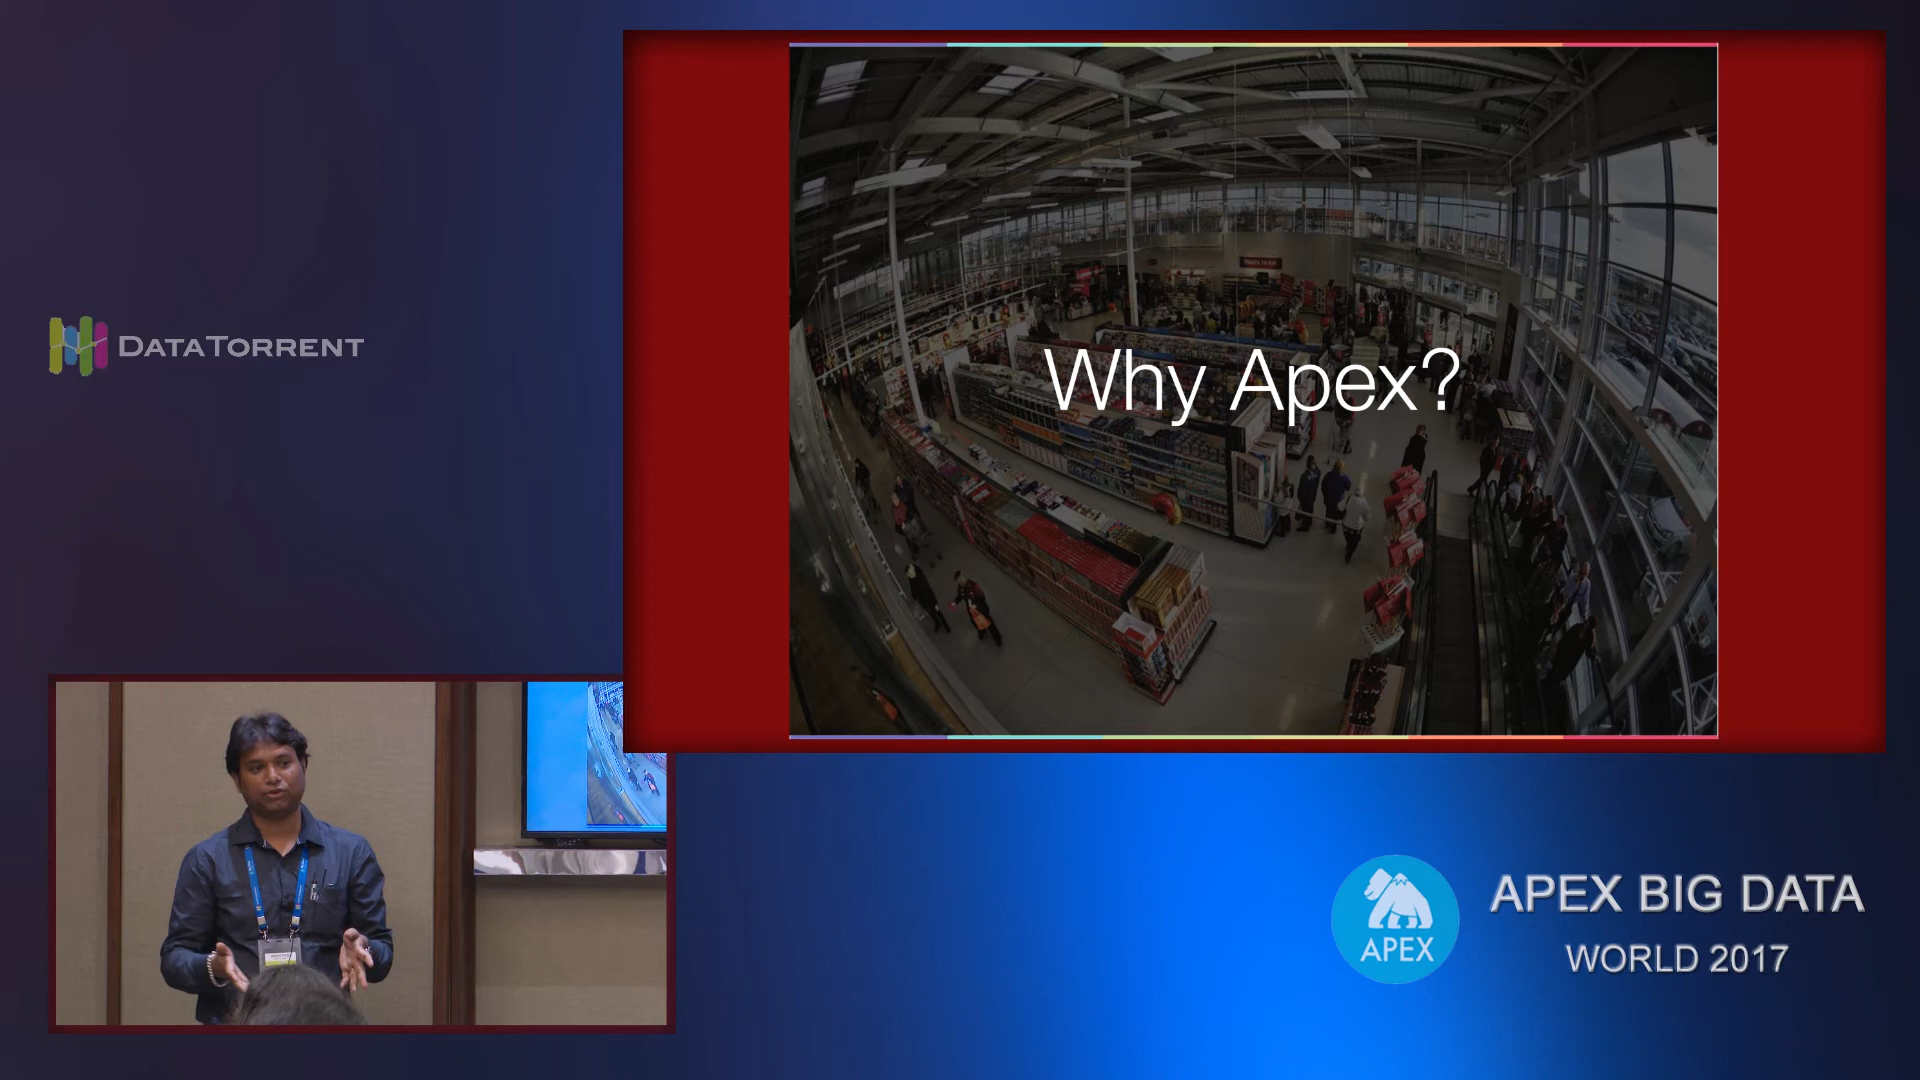 Why Apex?
DATATORRENT
APEX
APEX BIG DATA
WORLD 2017